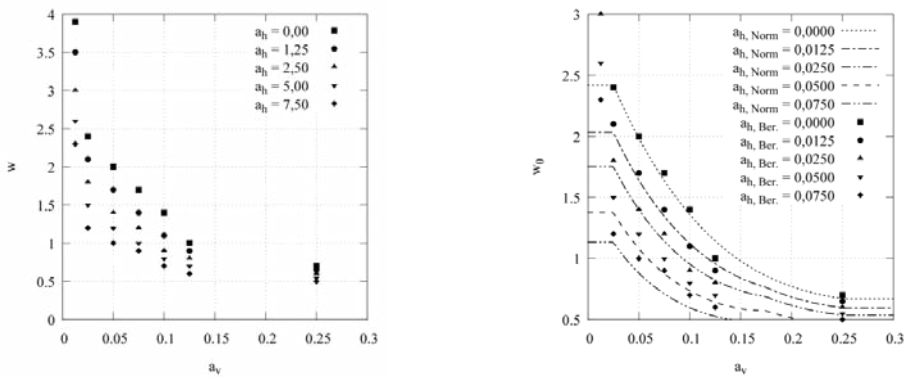 4
3.5
3
2.5
2
1.5
1
0.5
0
w
a_h = 0,00
a_h = 1,25
a_h = 2,50
a_h = 5,00
a_h = 7,50
0 0.05 0.1 0.15 0.2 0.25 0.3
a_v
3
2.5
2
1.5
1
0.5
w_0
a_h, Norm = 0,0000
a_h, Norm = 0,0125
a_h, Norm = 0,0250
a_h, Norm = 0,0500
a_h, Norm = 0,0750
a_h, Ber. = 0,0000
a_h, Ber. = 0,0125
a_h, Ber. = 0,0250
a_h, Ber. = 0,0500
a_h, Ber. = 0,0750
0 0.05 0.1 0.15 0.2 0.25 0.3
a_v